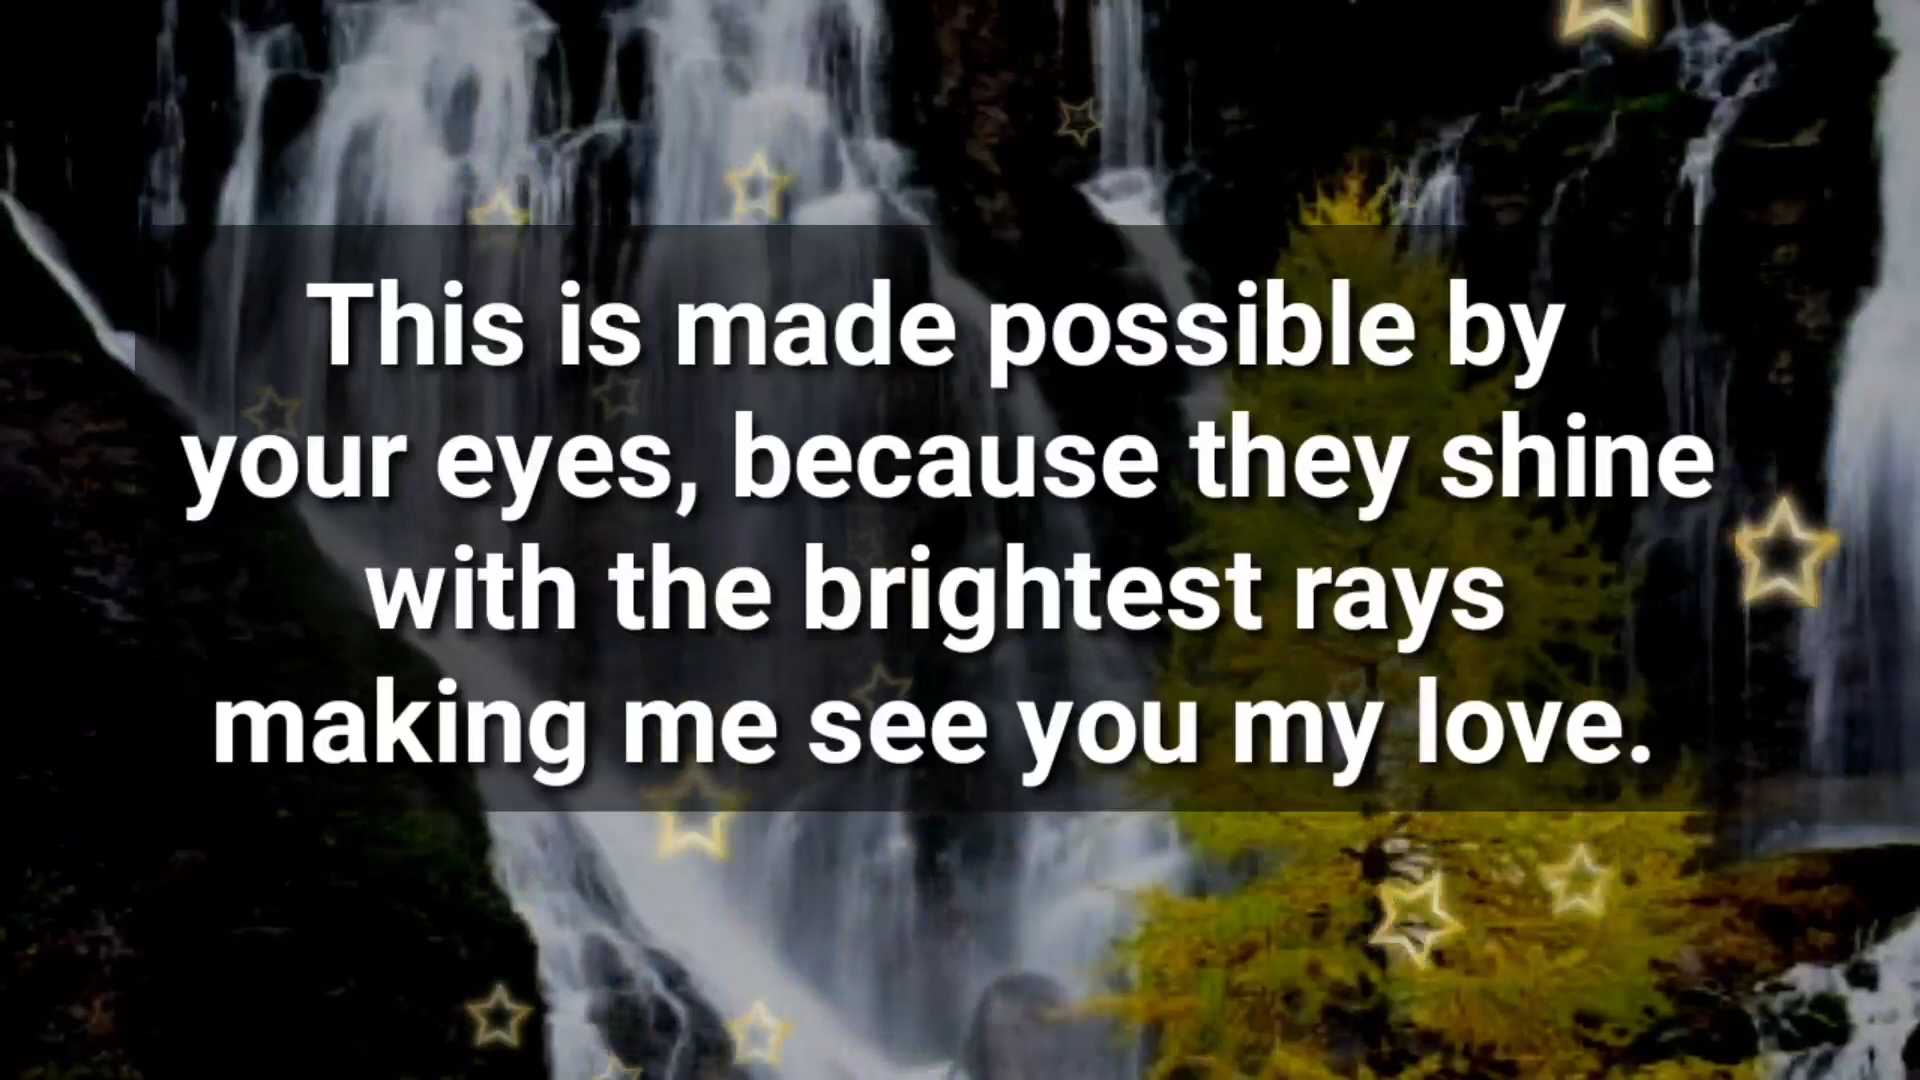 This is made possible by
your eyes, because they shine
with the brightest rays
making me see you my love.